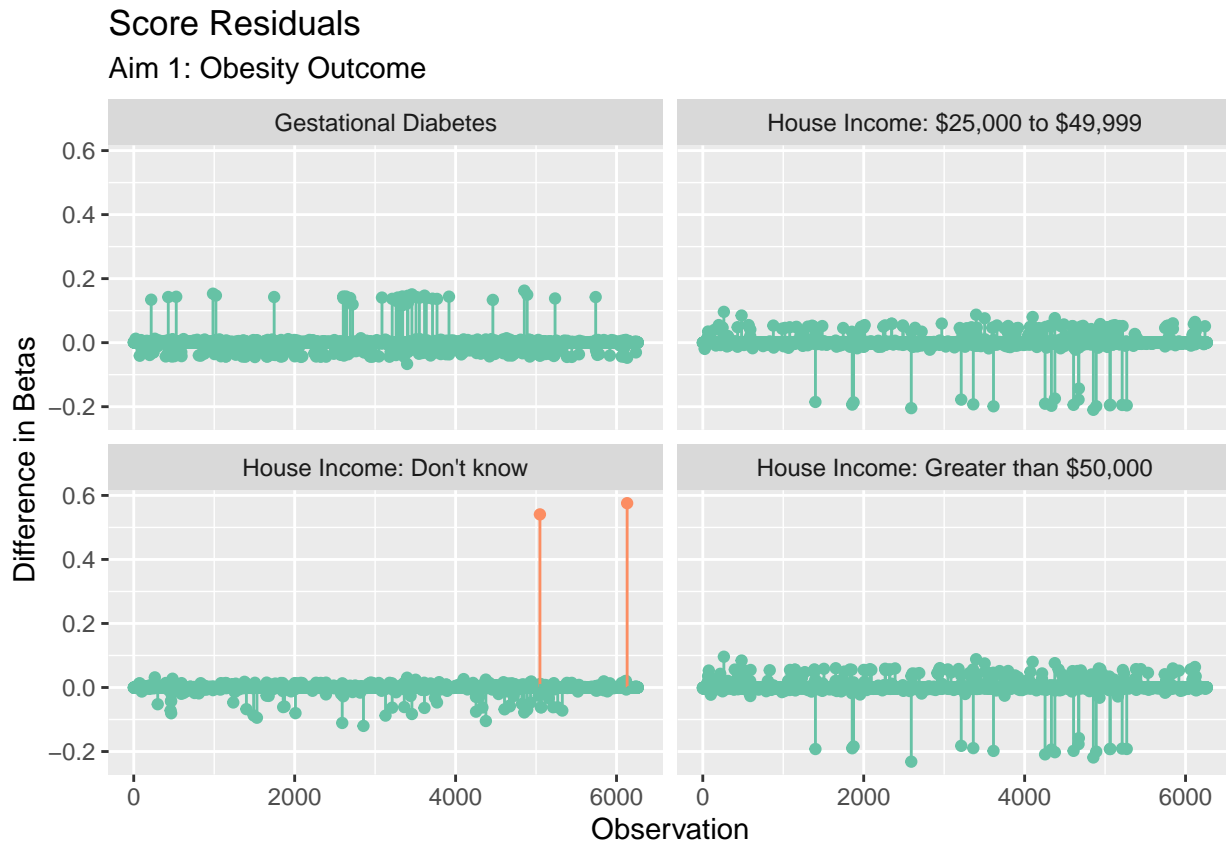 Score Residuals
Aim 1: Obesity Outcome
Gestational Diabetes
House Income: $25,000 to $49,999
0.6
0.4
0.2
0.0
−0.2
House Income: Don't know
House Income: Greater than $50,000
0.6
0.4
0.2
0.0
−0.2
Difference in Betas
0 2000 4000 6000
0 2000 4000 6000
Observation